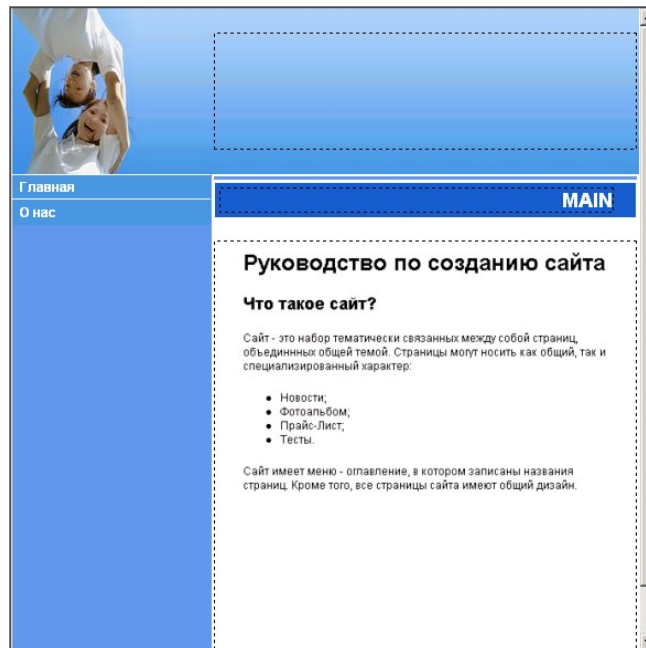 Главная
О нас
MAIN
Руководство по созданию сайта
Что такое сайт?
Сайт - это набор тематически связанных между собой страниц,
объединнных общей темой. Страницы могут носить как общий, так и
специализированный характер:
Новости;
Фотоальбом;
Прайс-Лист;
Тесты.
Сайт имеет меню - оглавление, в котором записаны названия
страниц. Кроме того, все страницы сайта имеют общий дизайн.